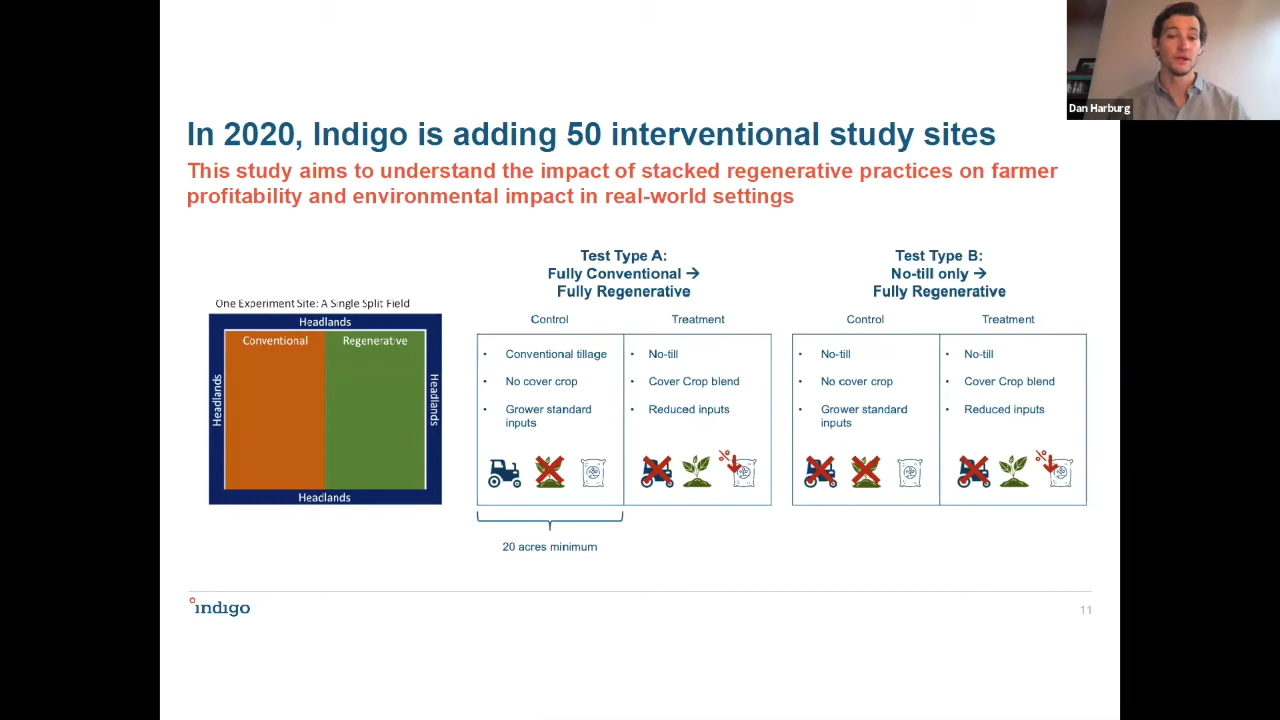 Dan Harburg
In 2020, Indigo is adding 50 interventional study sites
This study aims to understand the impact of stacked regenerative practices on farmer
profitability and environmental impact in real-world settings
One Experiment Site: A Single Split Field
Headlands
Conventional
Regenerative
Headlands
Headlands
Headlands
Test Type A:
Fully Conventional →
Fully Regenerative
Control
Treatment
• Conventional tillage
• No cover crop
• Grower standard
inputs
• No-till
• Cover Crop blend
• Reduced inputs
%
20 acres minimum
Test Type B:
No-till only →
Fully Regenerative
Control
Treatment
• No-till
• No cover crop
• Grower standard
inputs
• No-till
• Cover Crop blend
• Reduced inputs
%
indigo
11